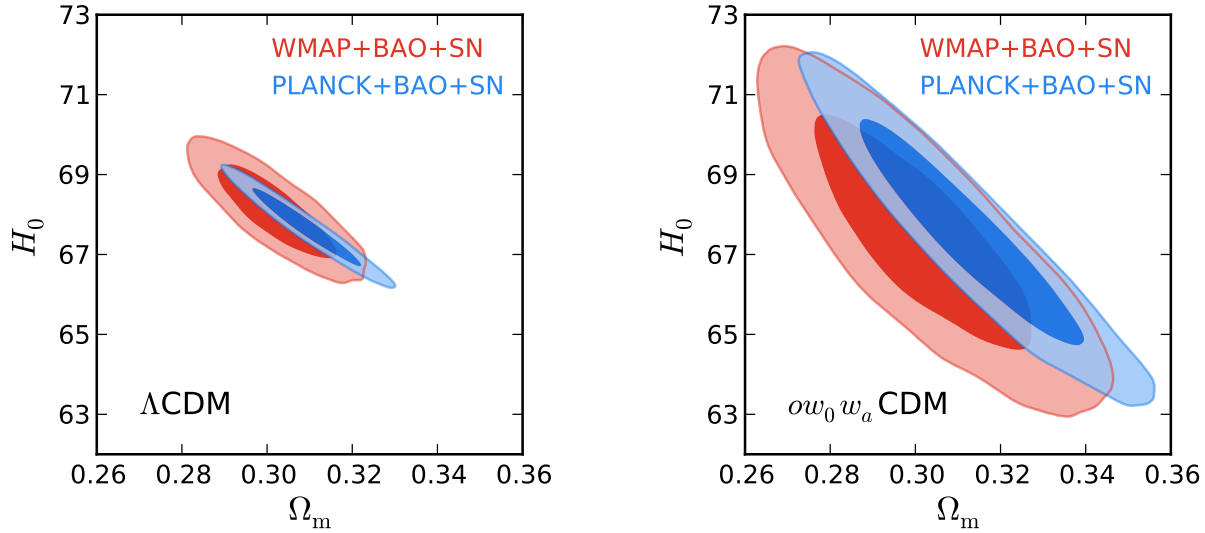 73
71
69
67
65
63
H0
WMAP+BAO+SN
PLANCK+BAO+SN
ΛCDM
0.26 0.28 0.30 0.32 0.34 0.36
Ωm
73
71
69
67
65
63
H0
WMAP+BAO+SN
PLANCK+BAO+SN
ow0waCDM
0.26 0.28 0.30 0.32 0.34 0.36
Ωm